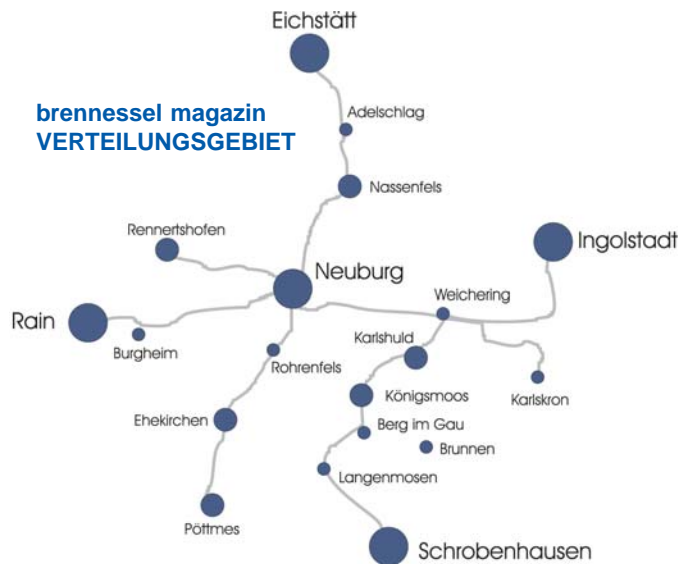 Eichstätt
brennessel magazin
VERTEILUNGSGEBIET
Adelschlag
Nassenfels
Rennertshofen
Ingolstadt
Neuburg
Weichering
Rain
Burgheim
Karlshuld
Rohrenfels
Karlskron
Königsmoos
Ehekirchen
Berg im Gau
Brunnen
Langenmosen
Pöttmes
Schrobenhausen